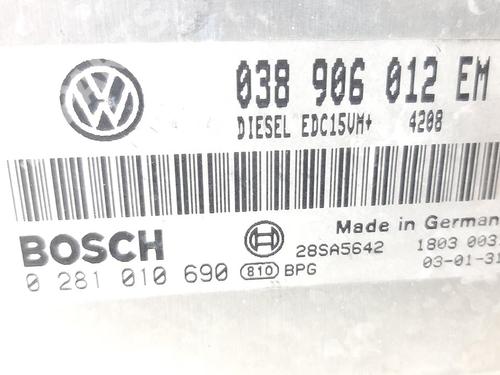 038 906 012 EM
DIESEL EDC15VM+ 4208
Made in German
BOSCH
28SA5642 1803 003
0 281 010 690 810 BPG 03-01-31